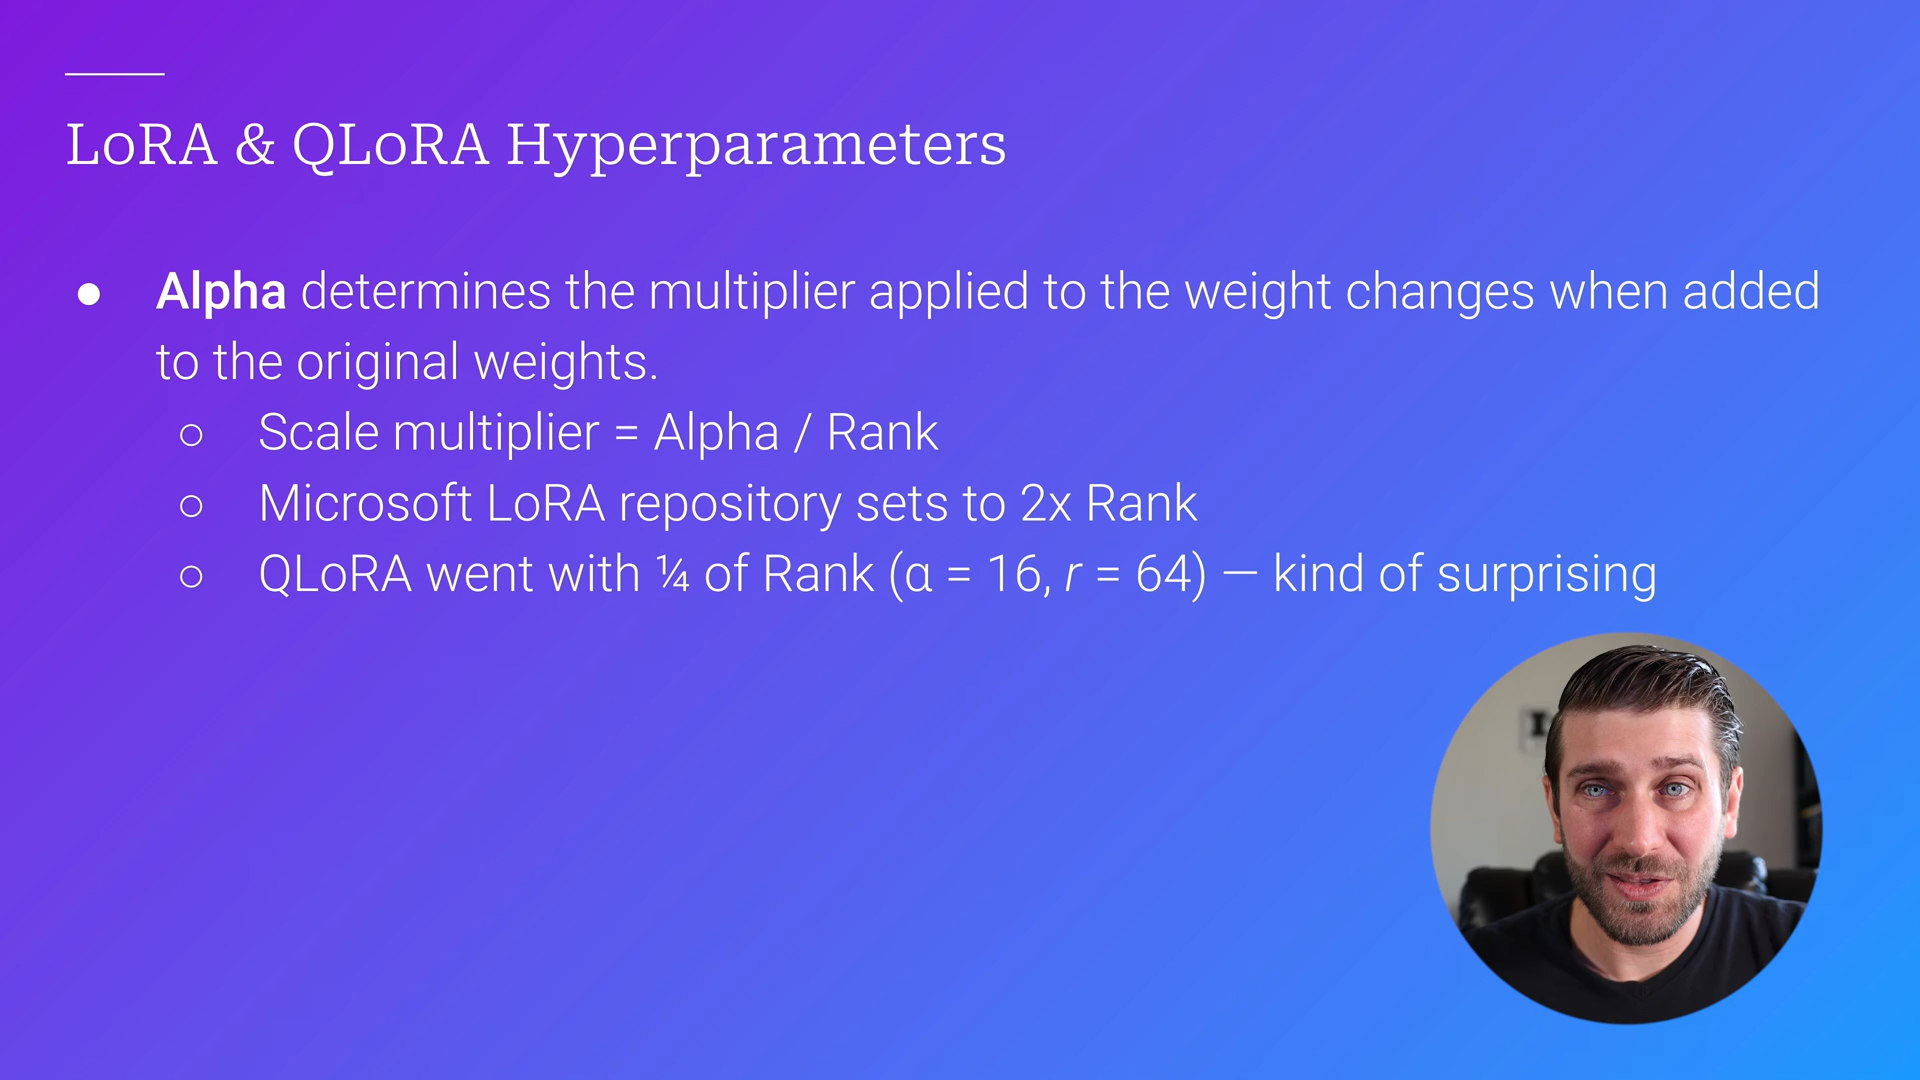 LoRA & QLoRA Hyperparameters
● Alpha determines the multiplier applied to the weight changes when added
to the original weights.
○ Scale multiplier = Alpha / Rank
○ Microsoft LoRA repository sets to 2x Rank
○ QLoRA went with ¼ of Rank (α = 16, r = 64) — kind of surprising